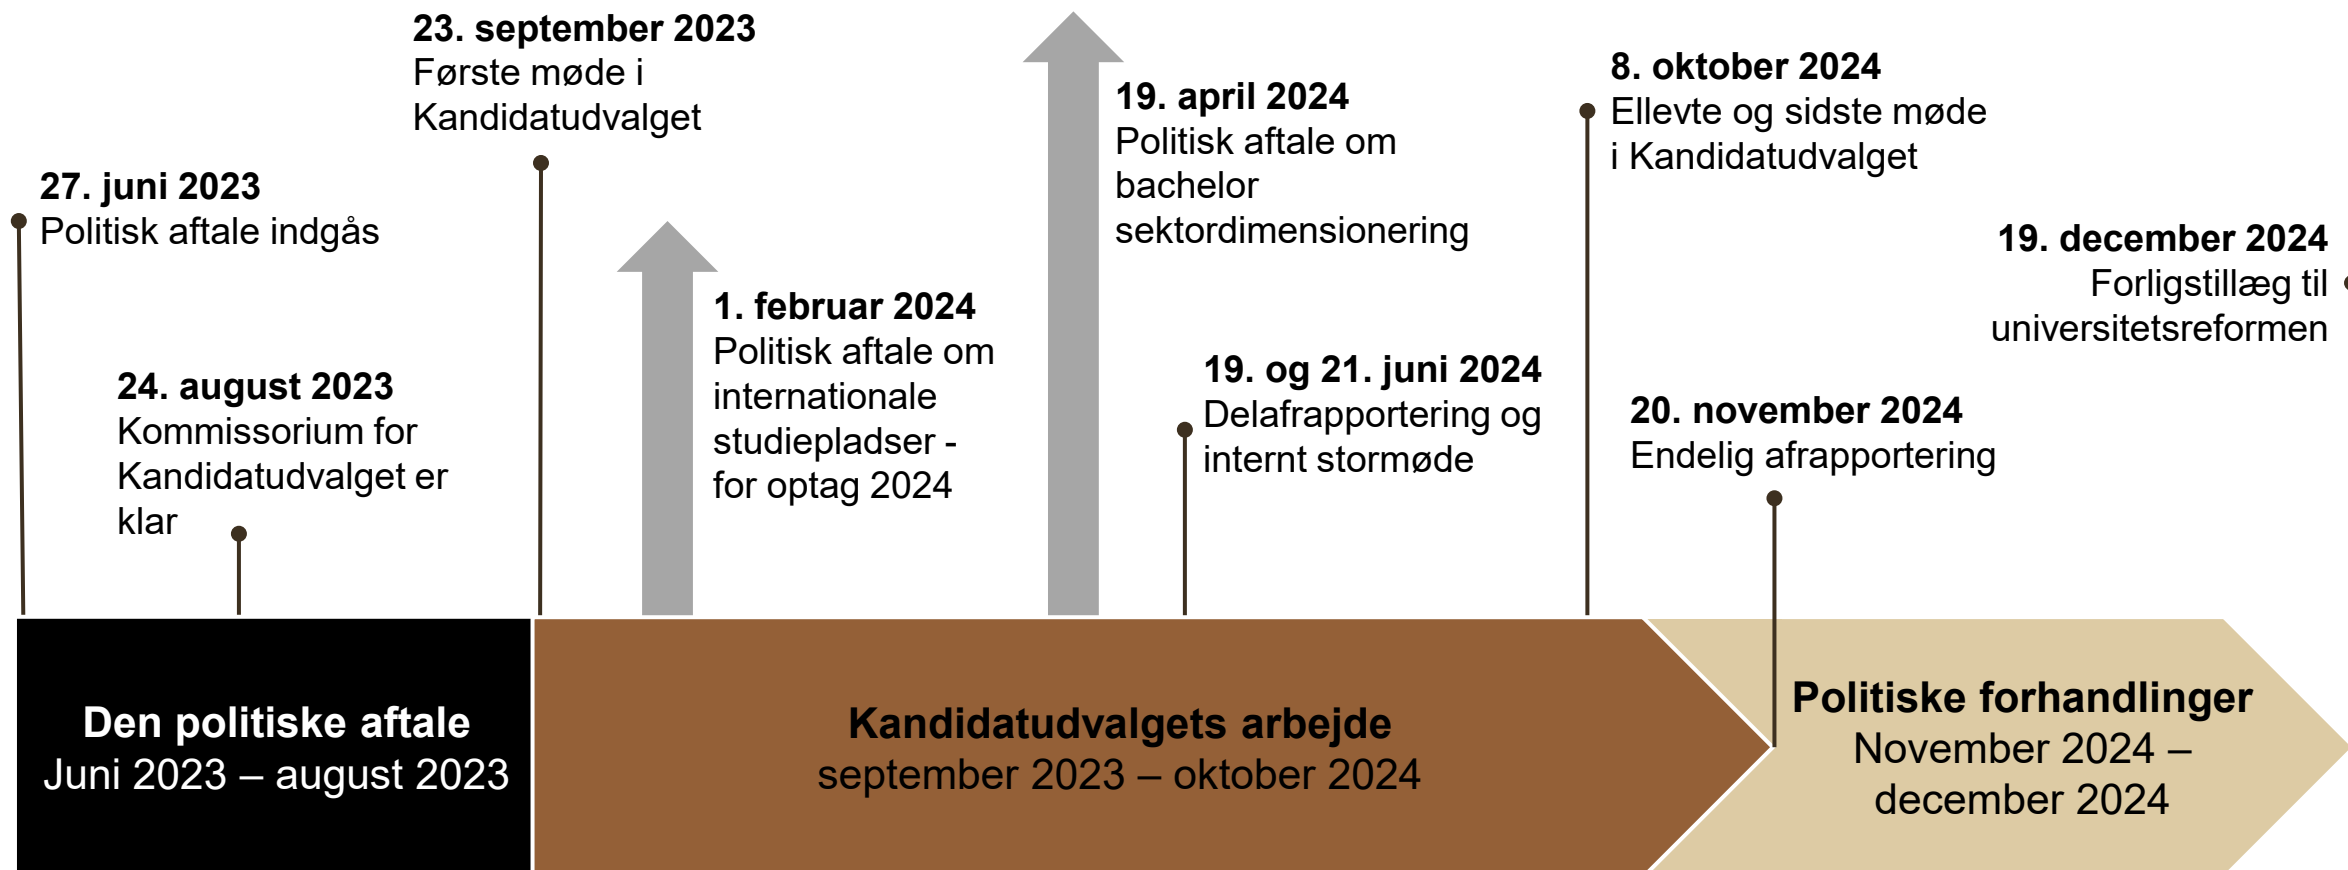 27. juni 2023
Politisk aftale indgås
24. august 2023
Kommissorium for
Kandidatudvalget er
klar
23. september 2023
Første møde i
Kandidatudvalget
1. februar 2024
Politisk aftale om
internationale
studiepladser -
for optag 2024
19. april 2024
Politisk aftale om
bachelor
sektordimensionering
19. og 21. juni 2024
Delafrapportering og
internt stormøde
8. oktober 2024
Ellevte og sidste møde
i Kandidatudvalget
20. november 2024
Endelig afrapportering
19. december 2024
Forligstillæg til
universitetsreformen
Den politiske aftale
Juni 2023 – august 2023
Kandidatudvalgets arbejde
september 2023 – oktober 2024
Politiske forhandlinger
November 2024 –
december 2024